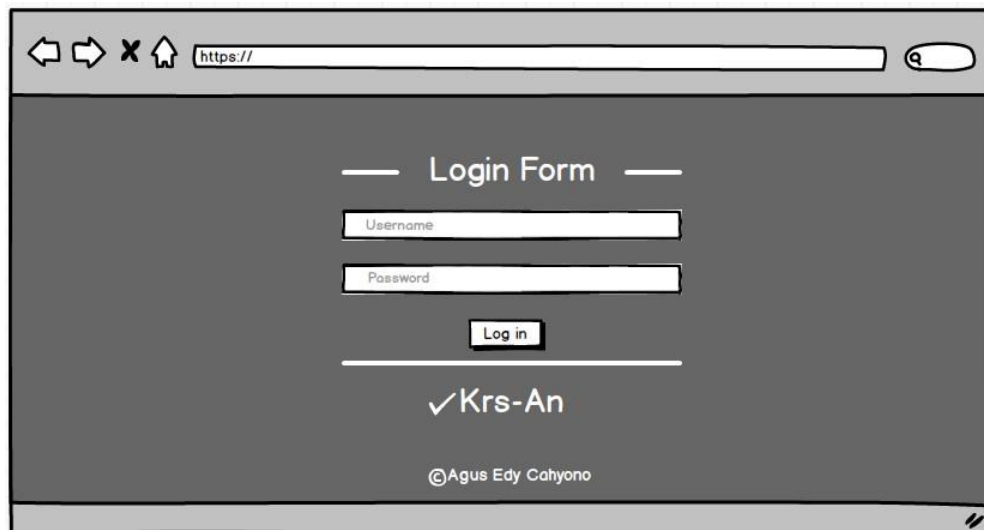 https://
Login Form
Username
Password
Log in
✓Krs-An
©Agus Edy Cahyono